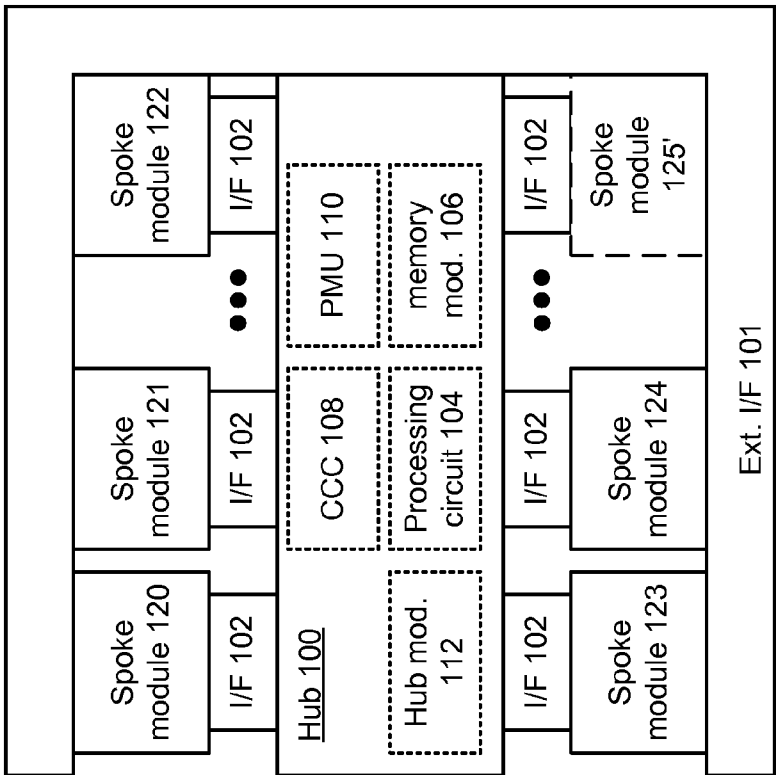 Spoke
module 120
Spoke
module 121
Spoke
module 122
I/F 102
I/F 102
I/F 102
Hub 100
CCC 108
PMU 110
Hub mod.
112
Processing
circuit 104
memory
mod. 106
I/F 102
I/F 102
I/F 102
Spoke
module 123
Spoke
module 124
Spoke
module
125'
Ext. I/F 101